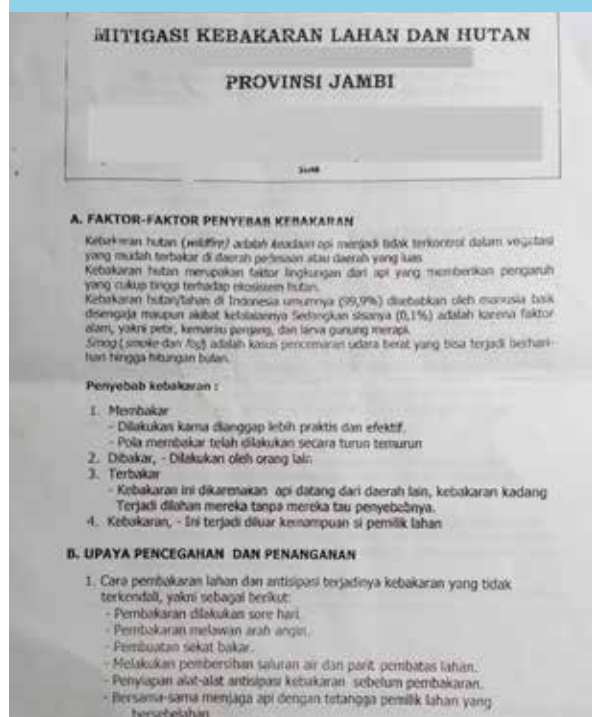 MITIGASI KEBAKARAN LAHAN DAN HUTAN
PROVINSI JAMBI
A. FAKTOR-FAKTOR PENYEBAB KEBAKARAN
Kebakaran hutan (wildfire) adalah keadaan api menjadi tidak terkontrol dalam vegetasi
yang mudah terbakar di daerah pedesaan atau daerah yang luas
Kebakaran hutan merupakan faktor lingkungan dari api yang memberikan pengaruh
yang cukup tinggi terhadap ekosistem hutan.
Kebakaran hutan/lahan di Indonesia umumnya (99,9%) disebabkan oleh manusia baik
disengaja maupun akibat kelalaiannya Sedangkan sisanya (0,1%) adalah karena faktor
alam, yakni petir, kemarau panjang, dan larva gunung merapi.
Smog (smoke dan fog) adalah kasus pencemaran udara berat yang bisa terjadi berhari-
hari hingga hitungan bulan.
Penyebab kebakaran :
1. Membakar
- Dilakukan karna dianggap lebih praktis dan efektif.
- Pola membakar telah dilakukan secara turun temurun
2. Dibakar, - Dilakukan oleh orang lain
3. Terbakar
- Kebakaran ini dikarenakan api datang dari daerah lain, kebakaran kadang
Terjadi dilahan mereka tanpa mereka tau penyebebnya.
4. Kebakaran, - Ini terjadi diluar kemampuan si pemilik lahan
B. UPAYA PENCEGAHAN DAN PENANGANAN
1. Cara pembakaran lahan dan antisipasi terjadinya kebakaran yang tidak
terkendali, yakni sebagai berikut:
- Pembakaran dilakukan sore hari.
- Pembakaran melawan arah angin.
- Pembuatan sekat bakar.
- Melakukan pembersihan saluran air dan parit pembatas lahan.
- Penyiapan alat-alat antisipasi kebakaran sebelum pembakaran.
- Bersama-sama menjaga api dengan tetangga pemilik lahan yang
bersebelahan